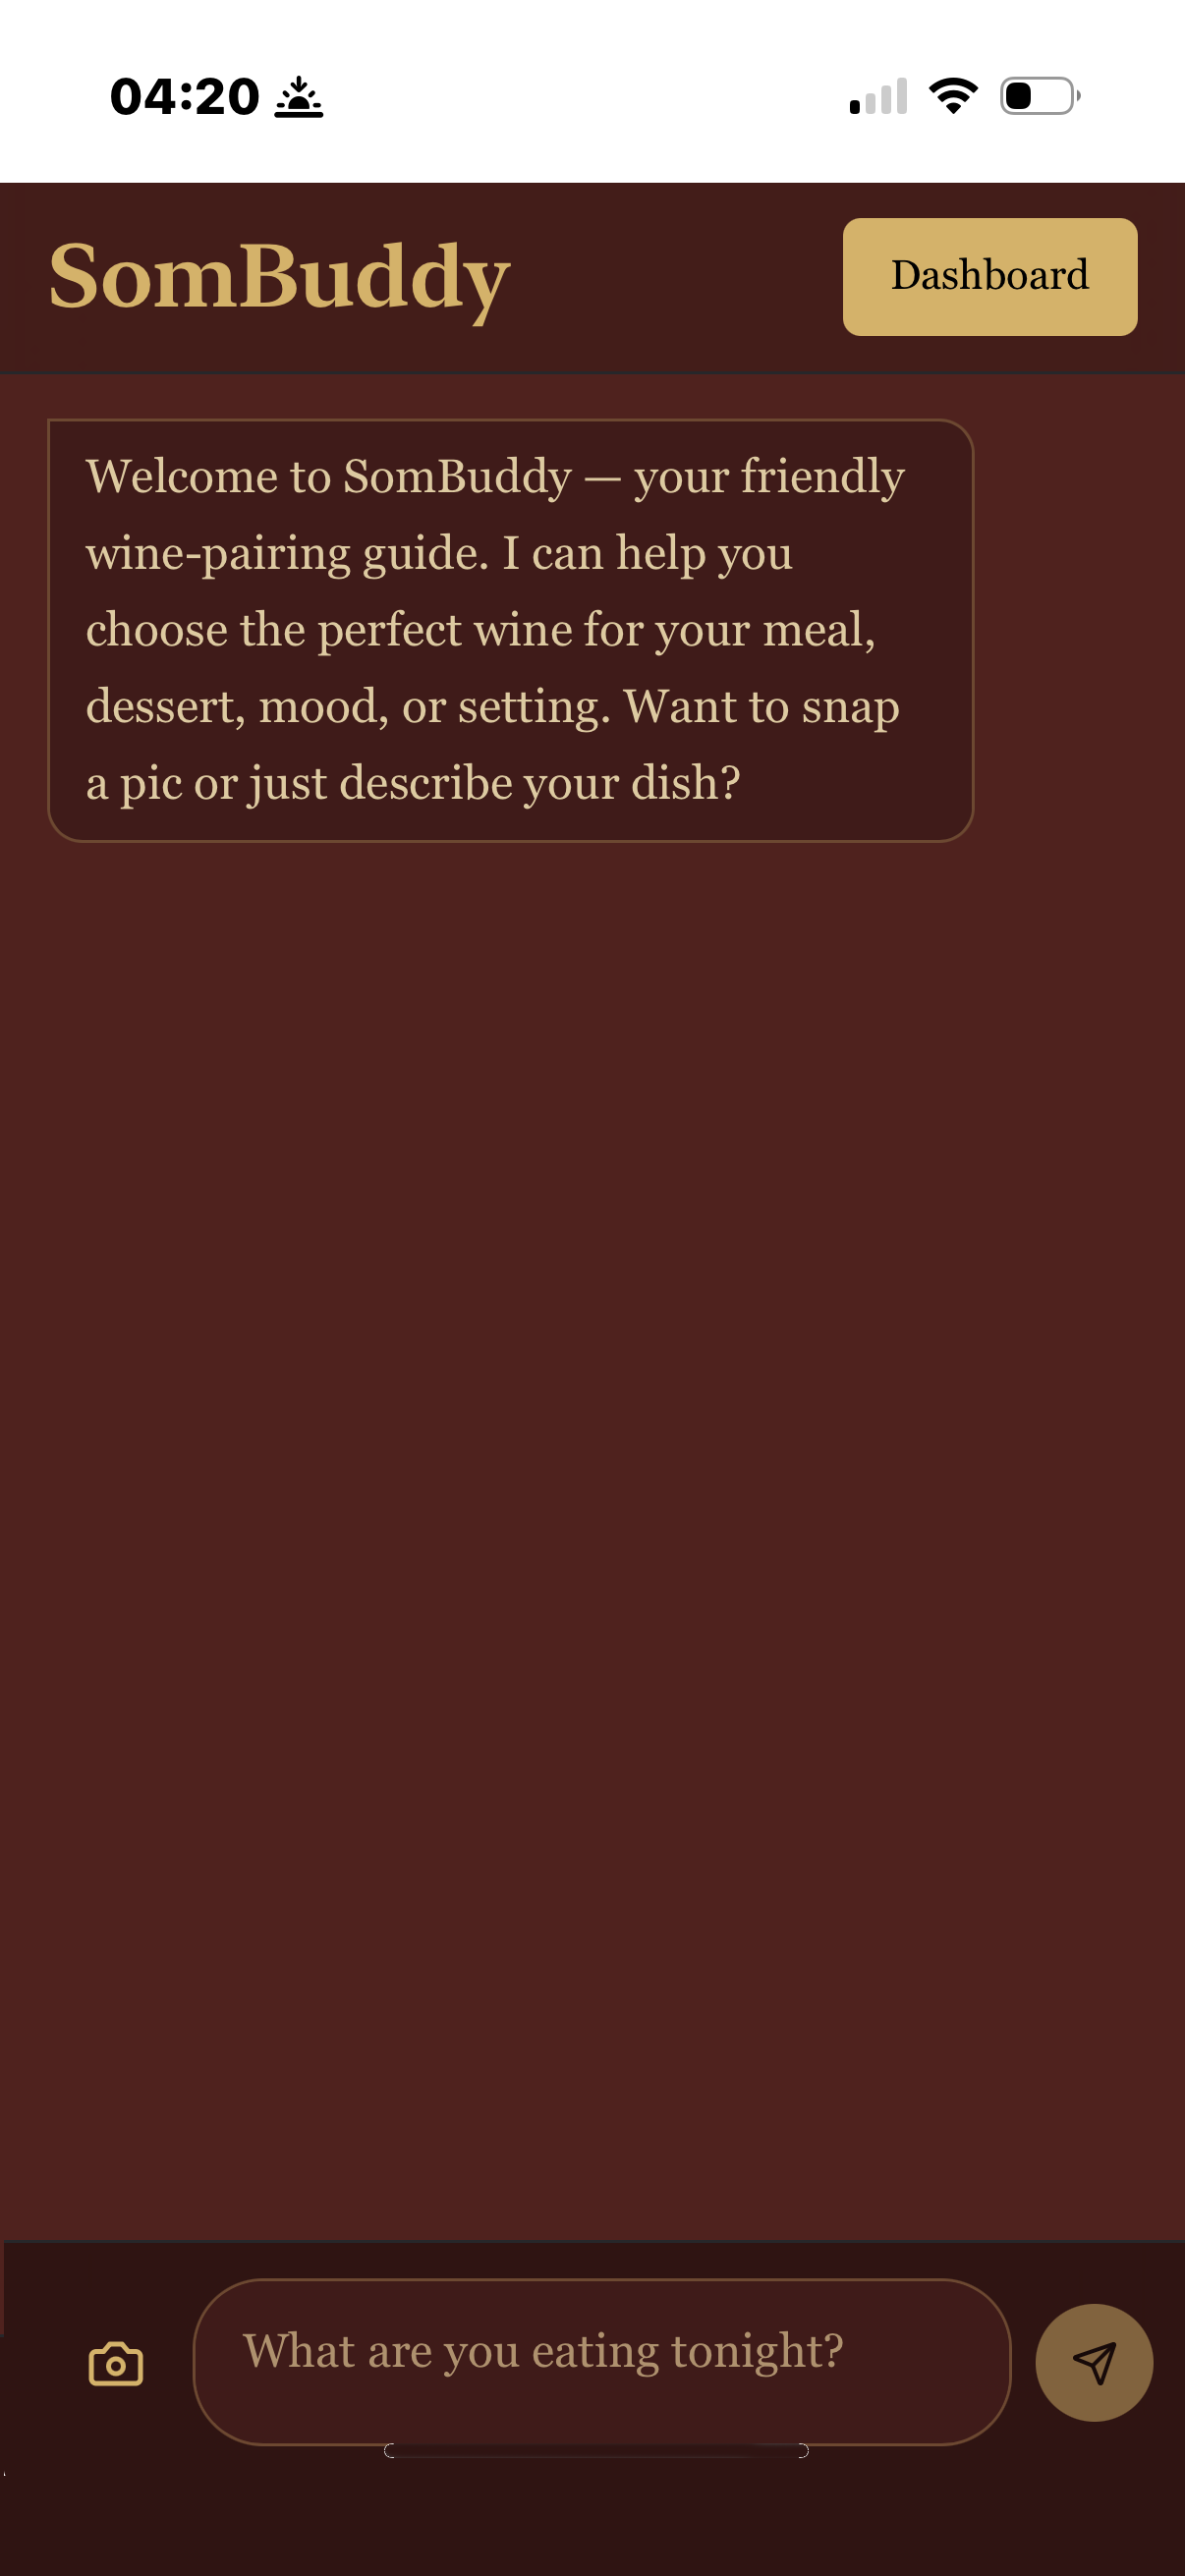 04:20
SomBuddy
Dashboard
Welcome to SomBuddy — your friendly
wine-pairing guide. I can help you
choose the perfect wine for your meal,
dessert, mood, or setting. Want to snap
a pic or just describe your dish?
What are you eating tonight?